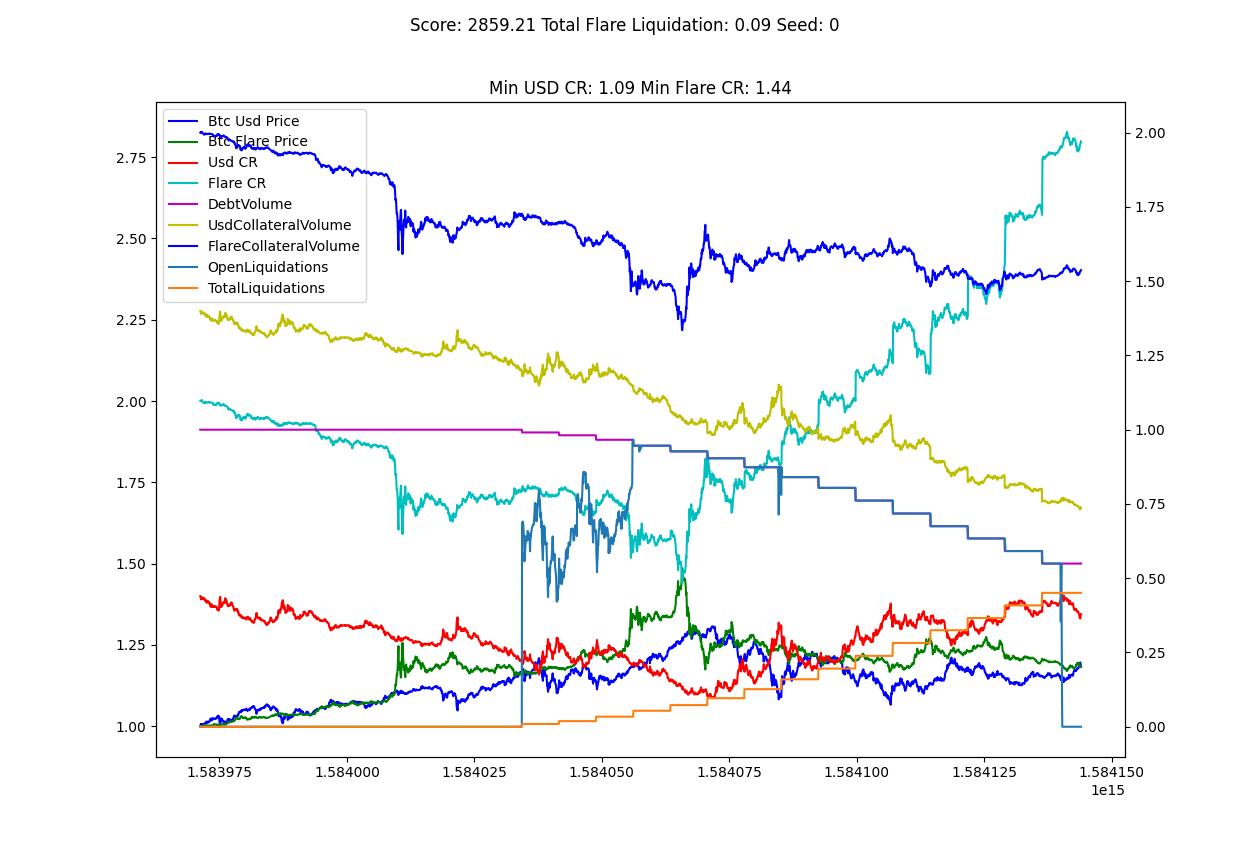 Score: 2859.21 Total Flare Liquidation: 0.09 Seed: 0
Min USD CR: 1.09 Min Flare CR: 1.44
Btc Usd Price
Btc Flare Price
Usd CR
Flare CR
DebtVolume
UsdCollateralVolume
FlareCollateralVolume
OpenLiquidations
TotalLiquidations
2.75
2.50
2.25
2.00
1.75
1.50
1.25
1.00
2.00
1.75
1.50
1.25
1.00
0.75
0.50
0.25
0.00
1.583975 1.584000 1.584025 1.584050 1.584075 1.584100 1.584125 1.584150
1e15